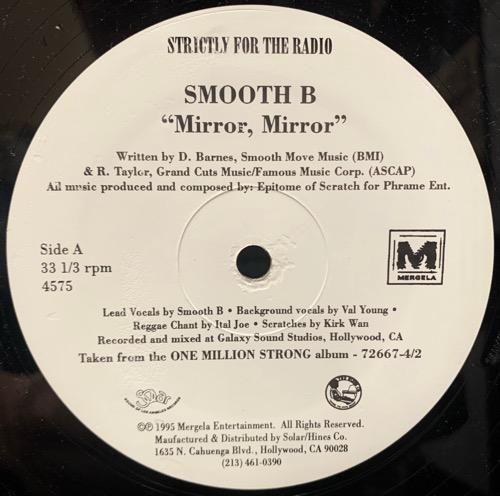 STRICTLY FOR THE RADIO
SMOOTH B
“Mirror, Mirror”
Written by D. Barnes, Smooth Move Music (BMI)
& R. Taylor, Grand Cuts Music/Famous Music Corp. (ASCAP)
All music produced and composed by: Epitome of Scratch for Phrame Ent.
Side A
33 1/3 rpm
4575
M
MERGELA
Lead Vocals by Smooth B • Background vocals by Val Young •
Reggae Chant by Ital Joe • Scratches by Kirk Wan
Recorded and mixed at Galaxy Sound Studios, Hollywood, CA
Taken from the ONE MILLION STRONG album - 72667-4/2
Solar
SOUND OF LOS ANGELES RECORDS
©℗ 1995 Mergela Entertainment. All Rights Reserved.
Maufactured & Distributed by Solar/Hines Co.
1635 N. Cahuenga Blvd., Hollywood, CA 90028
(213) 461-0390